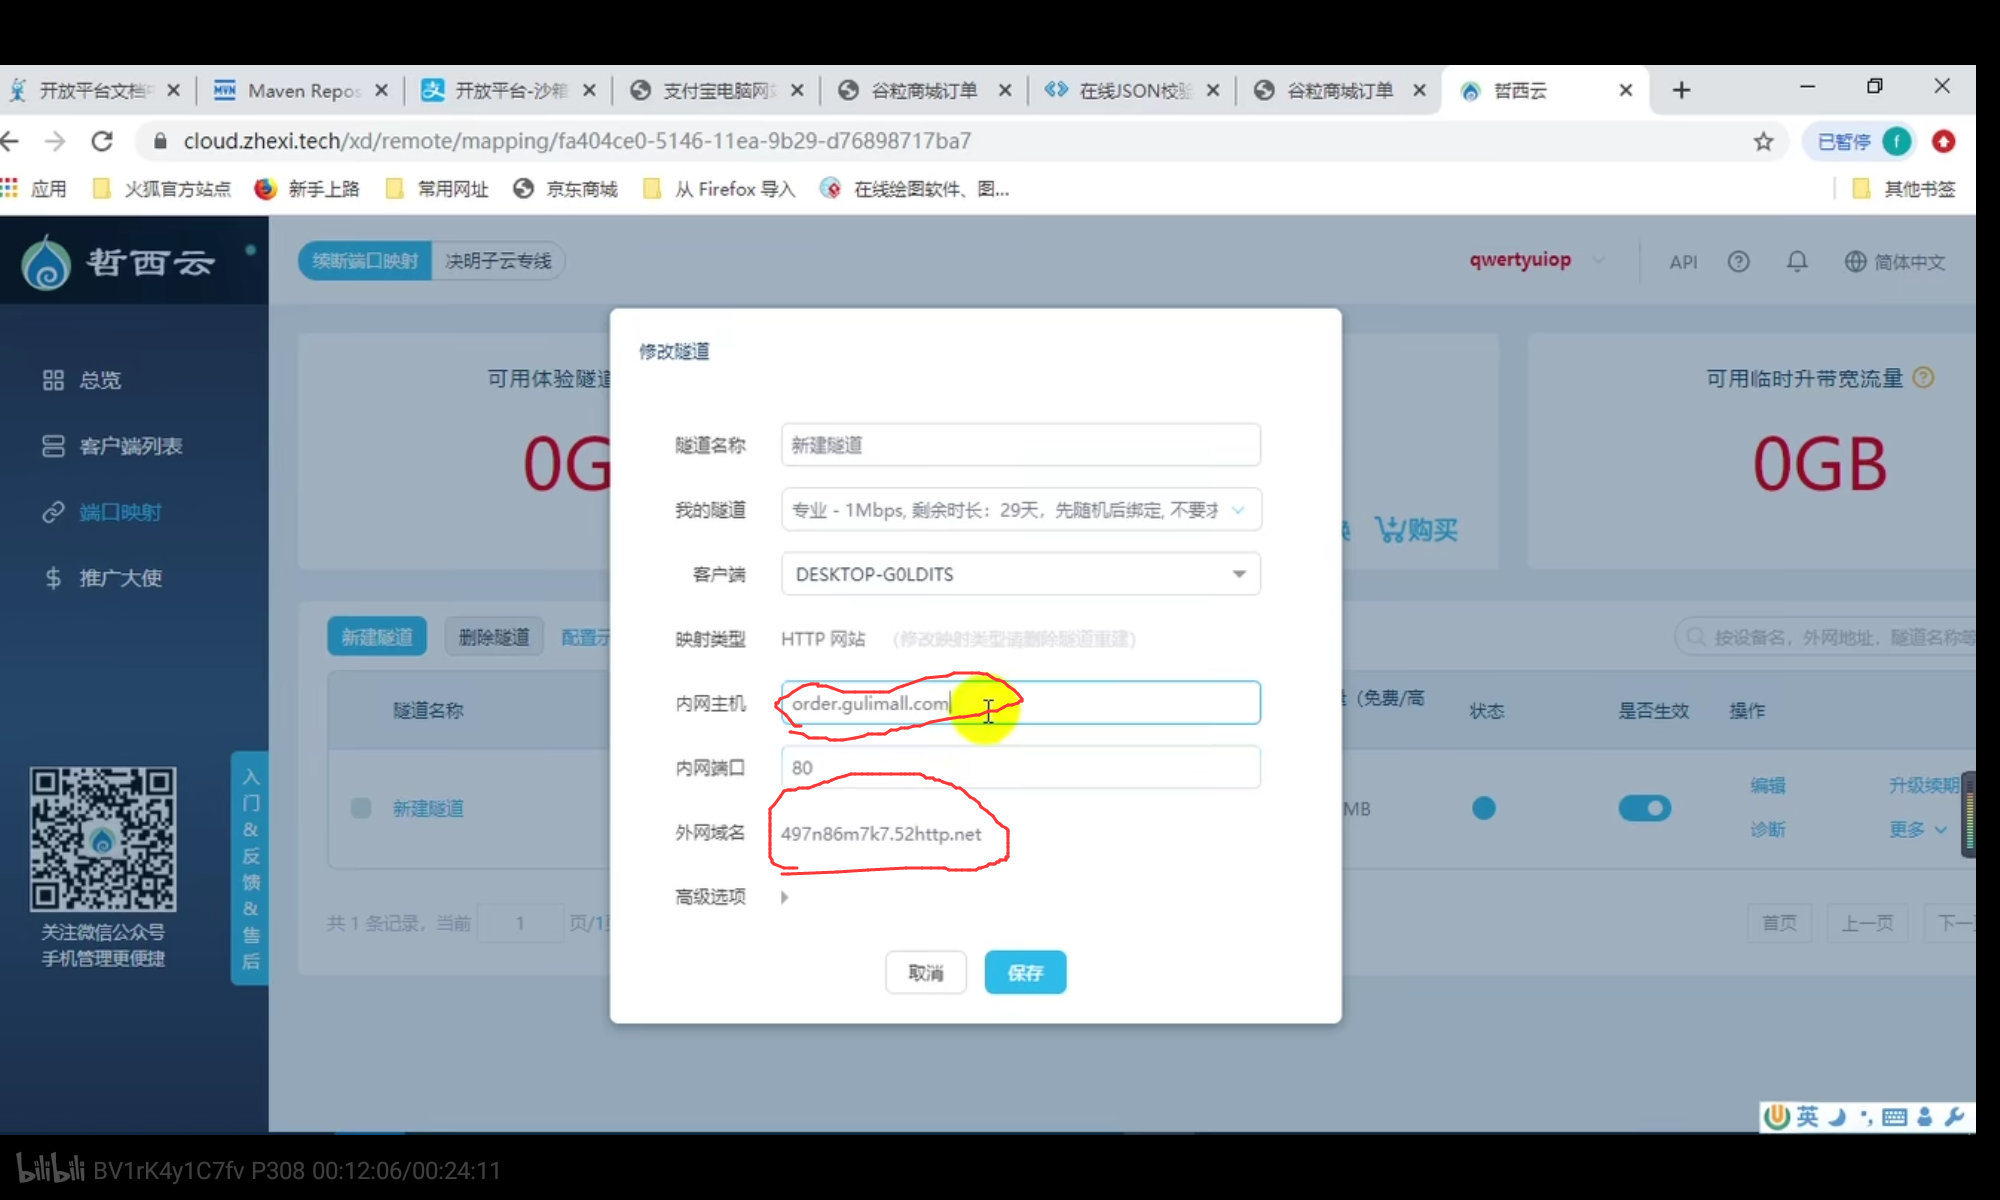 开放平台文档
Maven Repos
开放平台-沙箱
支付宝电脑网
谷粒商城订单
在线JSON校验
谷粒商城订单
哲西云
cloud.zhexi.tech/xd/remote/mapping/fa404ce0-5146-11ea-9b29-d76898717ba7
已暂停
f
应用
火狐官方站点
新手上路
常用网址
京东商城
从 Firefox 导入
在线绘图软件、图...
其他书签
哲西云
续断端口映射
决明子云专线
qwertyuiop
API
简体中文
总览
客户端列表
端口映射
推广大使
关注微信公众号
手机管理更便捷
入门&反馈&售后
可用体验隧道
0G
购买
可用临时升带宽流量
0GB
新建隧道
删除隧道
配置示
按设备名，外网地址，隧道名称等
隧道名称
（免费/高
状态
是否生效
操作
新建隧道
MB
编辑
升级续期
诊断
更多
共 1 条记录，当前
1
页/1
首页
上一页
下一
修改隧道
隧道名称
新建隧道
我的隧道
专业 - 1Mbps, 剩余时长：29天，先随机后绑定, 不要求
客户端
DESKTOP-G0LDITS
映射类型
HTTP 网站
（修改映射类型请删除隧道重建）
内网主机
order.gulimall.com
内网端口
80
外网域名
497n86m7k7.52http.net
高级选项
取消
保存
英
bilibili BV1rK4y1C7fv P308 00:12:06/00:24:11